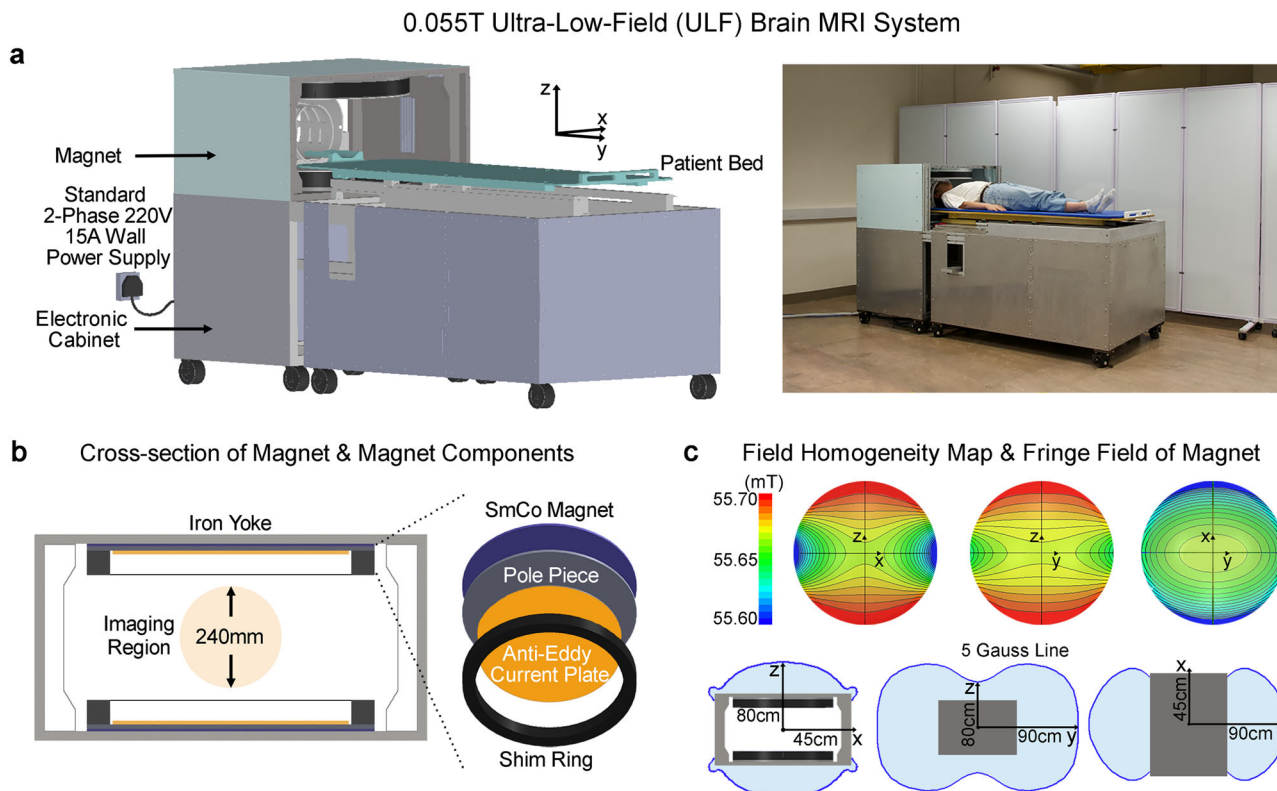 0.055T Ultra-Low-Field (ULF) Brain MRI System
a
z
x
y
Magnet
Patient Bed
Standard
2-Phase 220V
15A Wall
Power Supply
Electronic
Cabinet
b
Cross-section of Magnet & Magnet Components
Iron Yoke
Imaging
Region
240mm
SmCo Magnet
Pole Piece
Anti-Eddy
Current Plate
Shim Ring
c
Field Homogeneity Map & Fringe Field of Magnet
(mT)
55.70
55.65
55.60
z
x
z
y
x
y
5 Gauss Line
z
80cm
45cm
x
z
80cm
90cm y
x
45cm
90cm